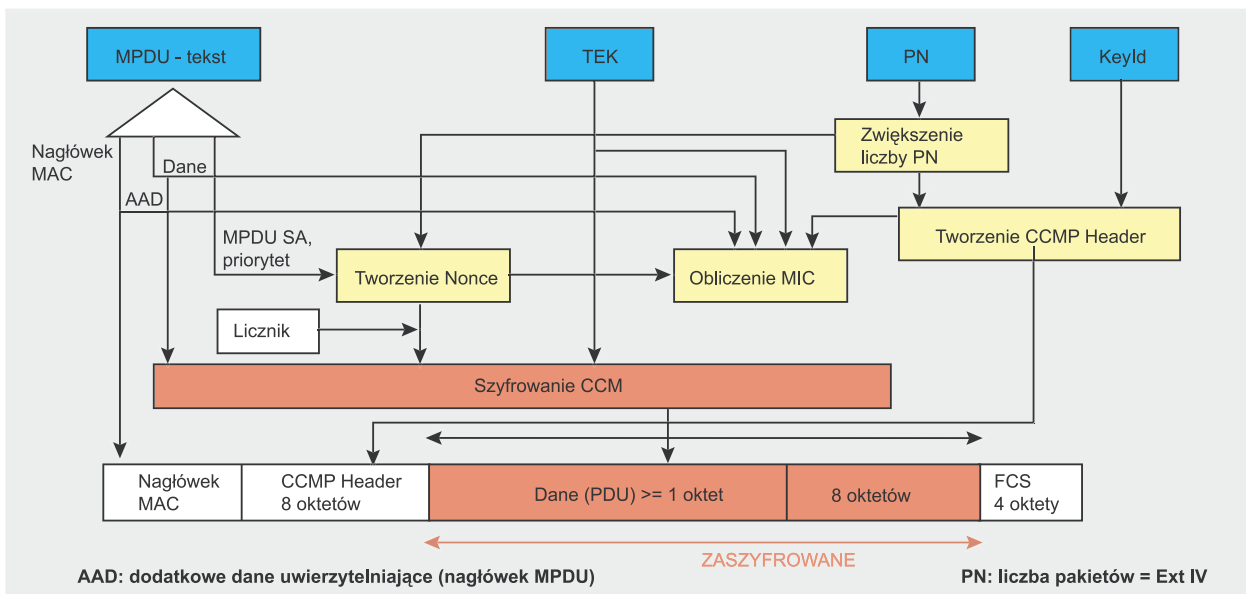 MPDU - tekst
TEK
PN
KeyId
Nagłówek
MAC
Dane
AAD
Zwiększenie
liczby PN
MPDU SA,
priorytet
Tworzenie CCMP Header
Tworzenie Nonce
Obliczenie MIC
Licznik
Szyfrowanie CCM
Nagłówek
MAC
CCMP Header
8 oktetów
Dane (PDU) >= 1 oktet
8 oktetów
FCS
4 oktety
ZASZYFROWANE
AAD: dodatkowe dane uwierzytelniające (nagłówek MPDU)
PN: liczba pakietów = Ext IV